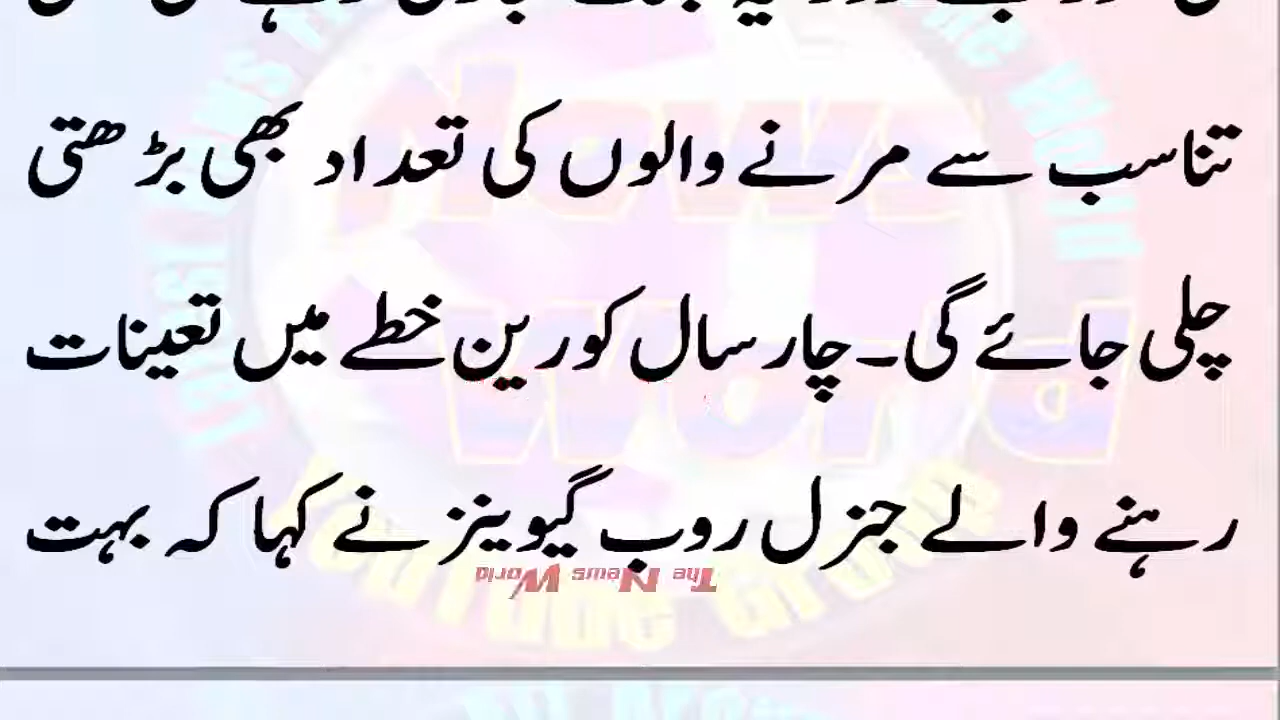 تناسب سے مرنے والوں کی تعداد بھی بڑھتی
چلی جائے گی۔ چار سال کورین خطے میں تعینات
رہنے والے جنرل روب گیوینز نے کہا کہ بہت
The News World